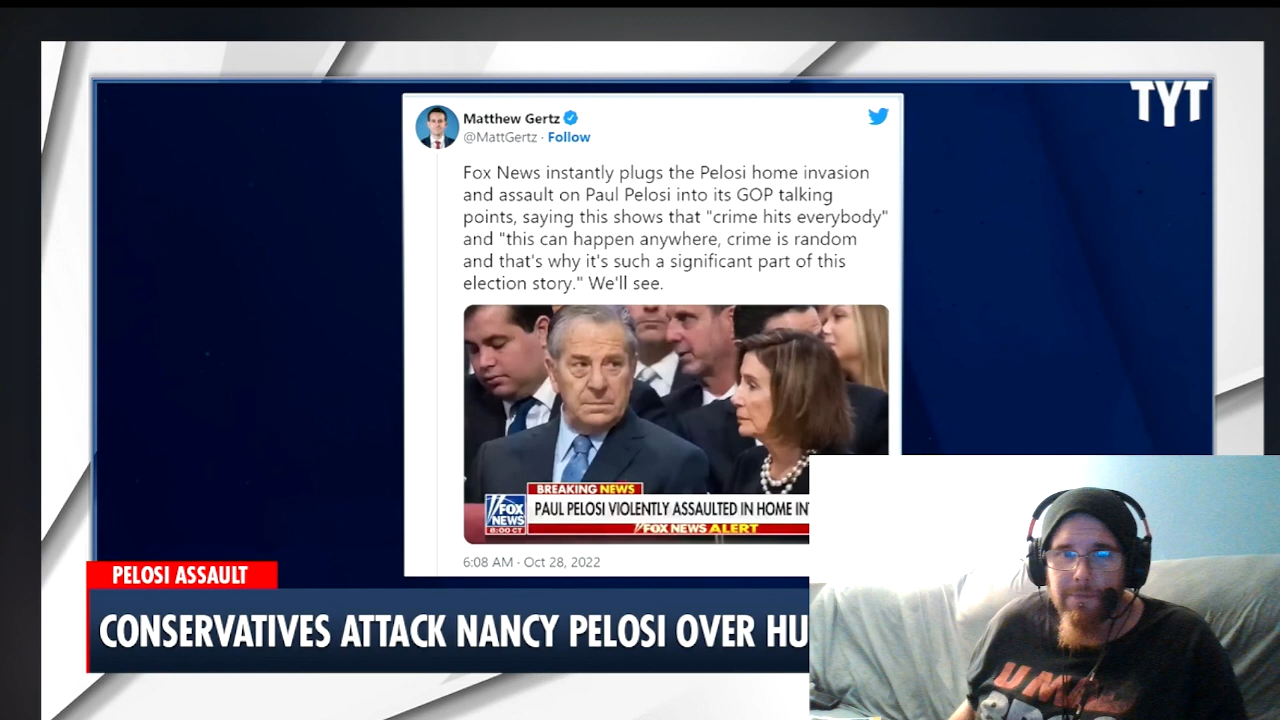 TYT
Matthew Gertz
@MattGertz · Follow
Fox News instantly plugs the Pelosi home invasion
and assault on Paul Pelosi into its GOP talking
points, saying this shows that "crime hits everybody"
and "this can happen anywhere, crime is random
and that's why it's such a significant part of this
election story." We'll see.
BREAKING NEWS
FOX
NEWS
8:00 CT
PAUL PELOSI VIOLENTLY ASSAULTED IN HOME IN
FOX NEWS ALERT
6:08 AM · Oct 28, 2022
PELOSI ASSAULT
CONSERVATIVES ATTACK NANCY PELOSI OVER HU